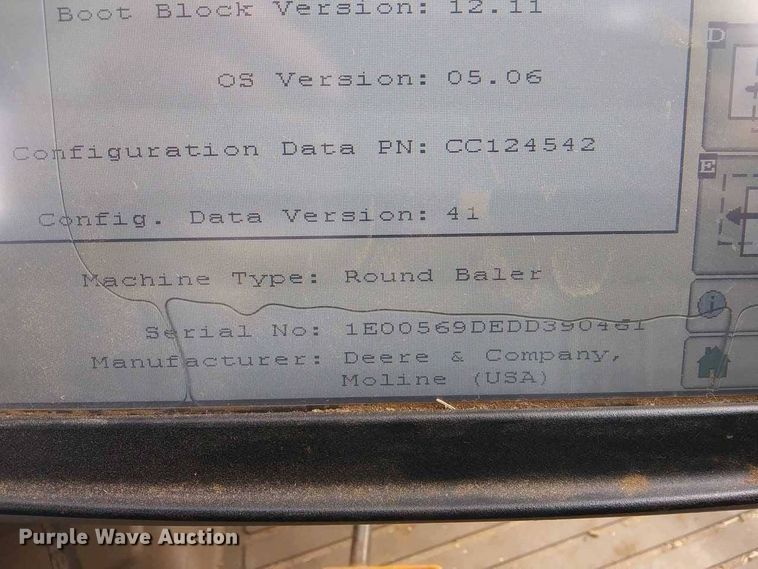 Boot Block Version: 12.11
D
OS Version: 05.06
Configuration Data PN: CC124542
E
Config. Data Version: 41
Machine Type: Round Baler
Serial No: 1E00569DEDD390461
Manufacturer: Deere & Company,
Moline (USA)
Purple Wave Auction